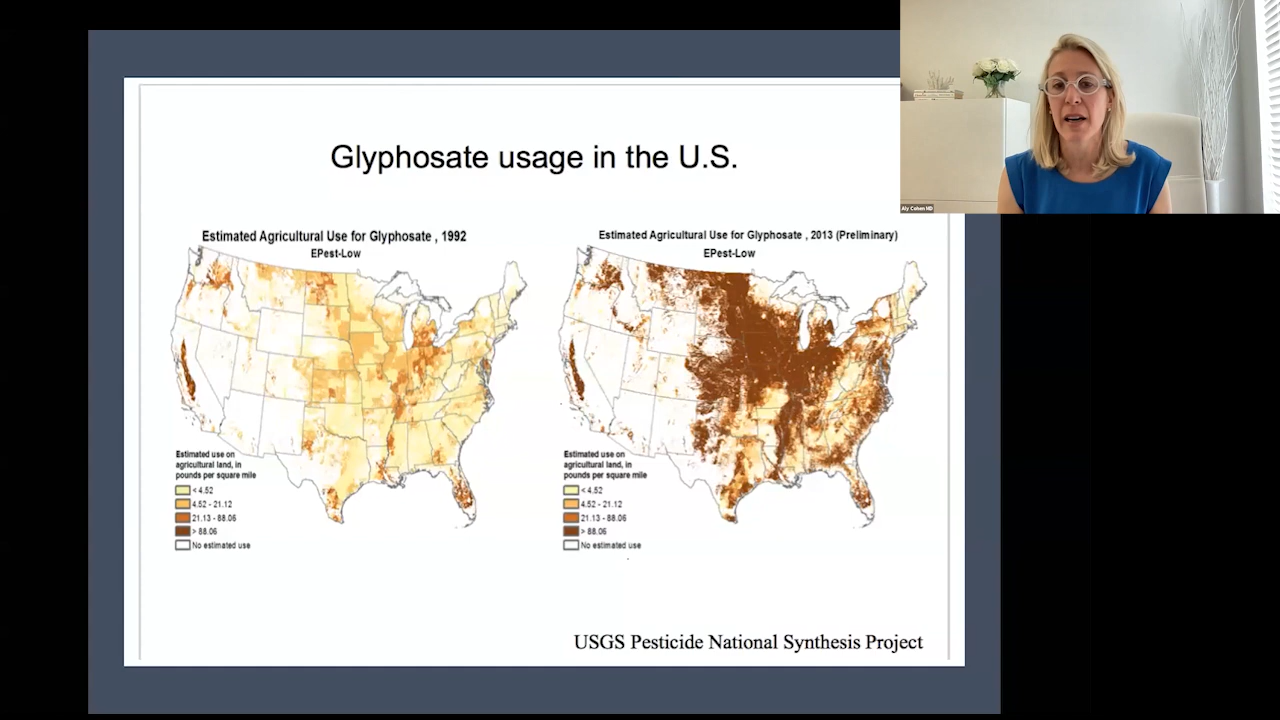 Glyphosate usage in the U.S.
Estimated Agricultural Use for Glyphosate , 1992
EPest-Low
Estimated use on
agricultural land, in
pounds per square mile
< 4.52
4.52 - 21.12
21.13 - 88.06
> 88.06
No estimated use
Estimated Agricultural Use for Glyphosate , 2013 (Preliminary)
EPest-Low
Estimated use on
agricultural land, in
pounds per square mile
< 4.52
4.52 - 21.12
21.13 - 88.06
> 88.06
No estimated use
USGS Pesticide National Synthesis Project
Aly Cohen MD